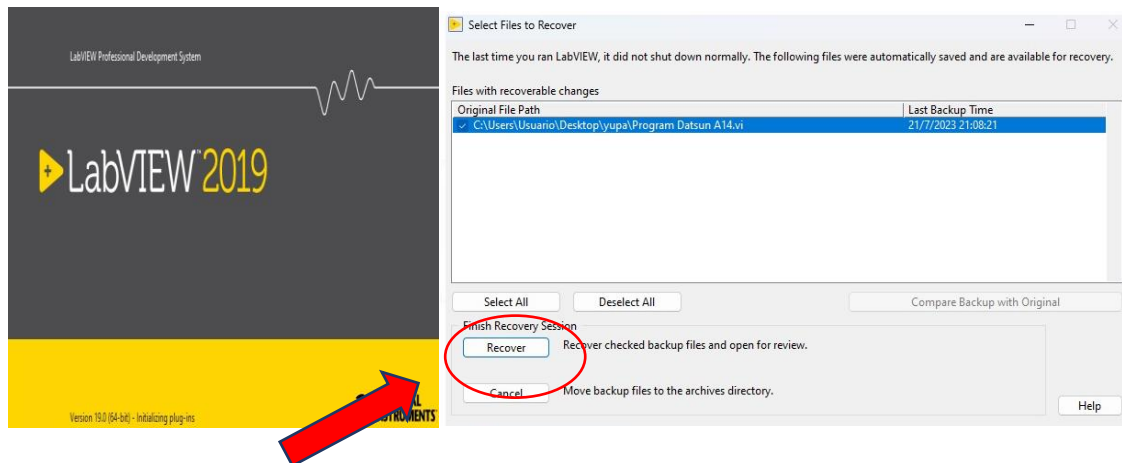 LabVIEW Professional Development System
LabVIEW™ 2019
Version 19.0 (64-bit) - Initializing plug-ins
Select Files to Recover
The last time you ran LabVIEW, it did not shut down normally. The following files were automatically saved and are available for recovery.
Files with recoverable changes
Original File Path Last Backup Time
C:\Users\Usuario\Desktop\yupa\Program Datsun A14.vi 21/7/2023 21:08:21
Select All Deselect All Compare Backup with Original
Finish Recovery Session
Recover Recover checked backup files and open for review.
Cancel Move backup files to the archives directory.
Help